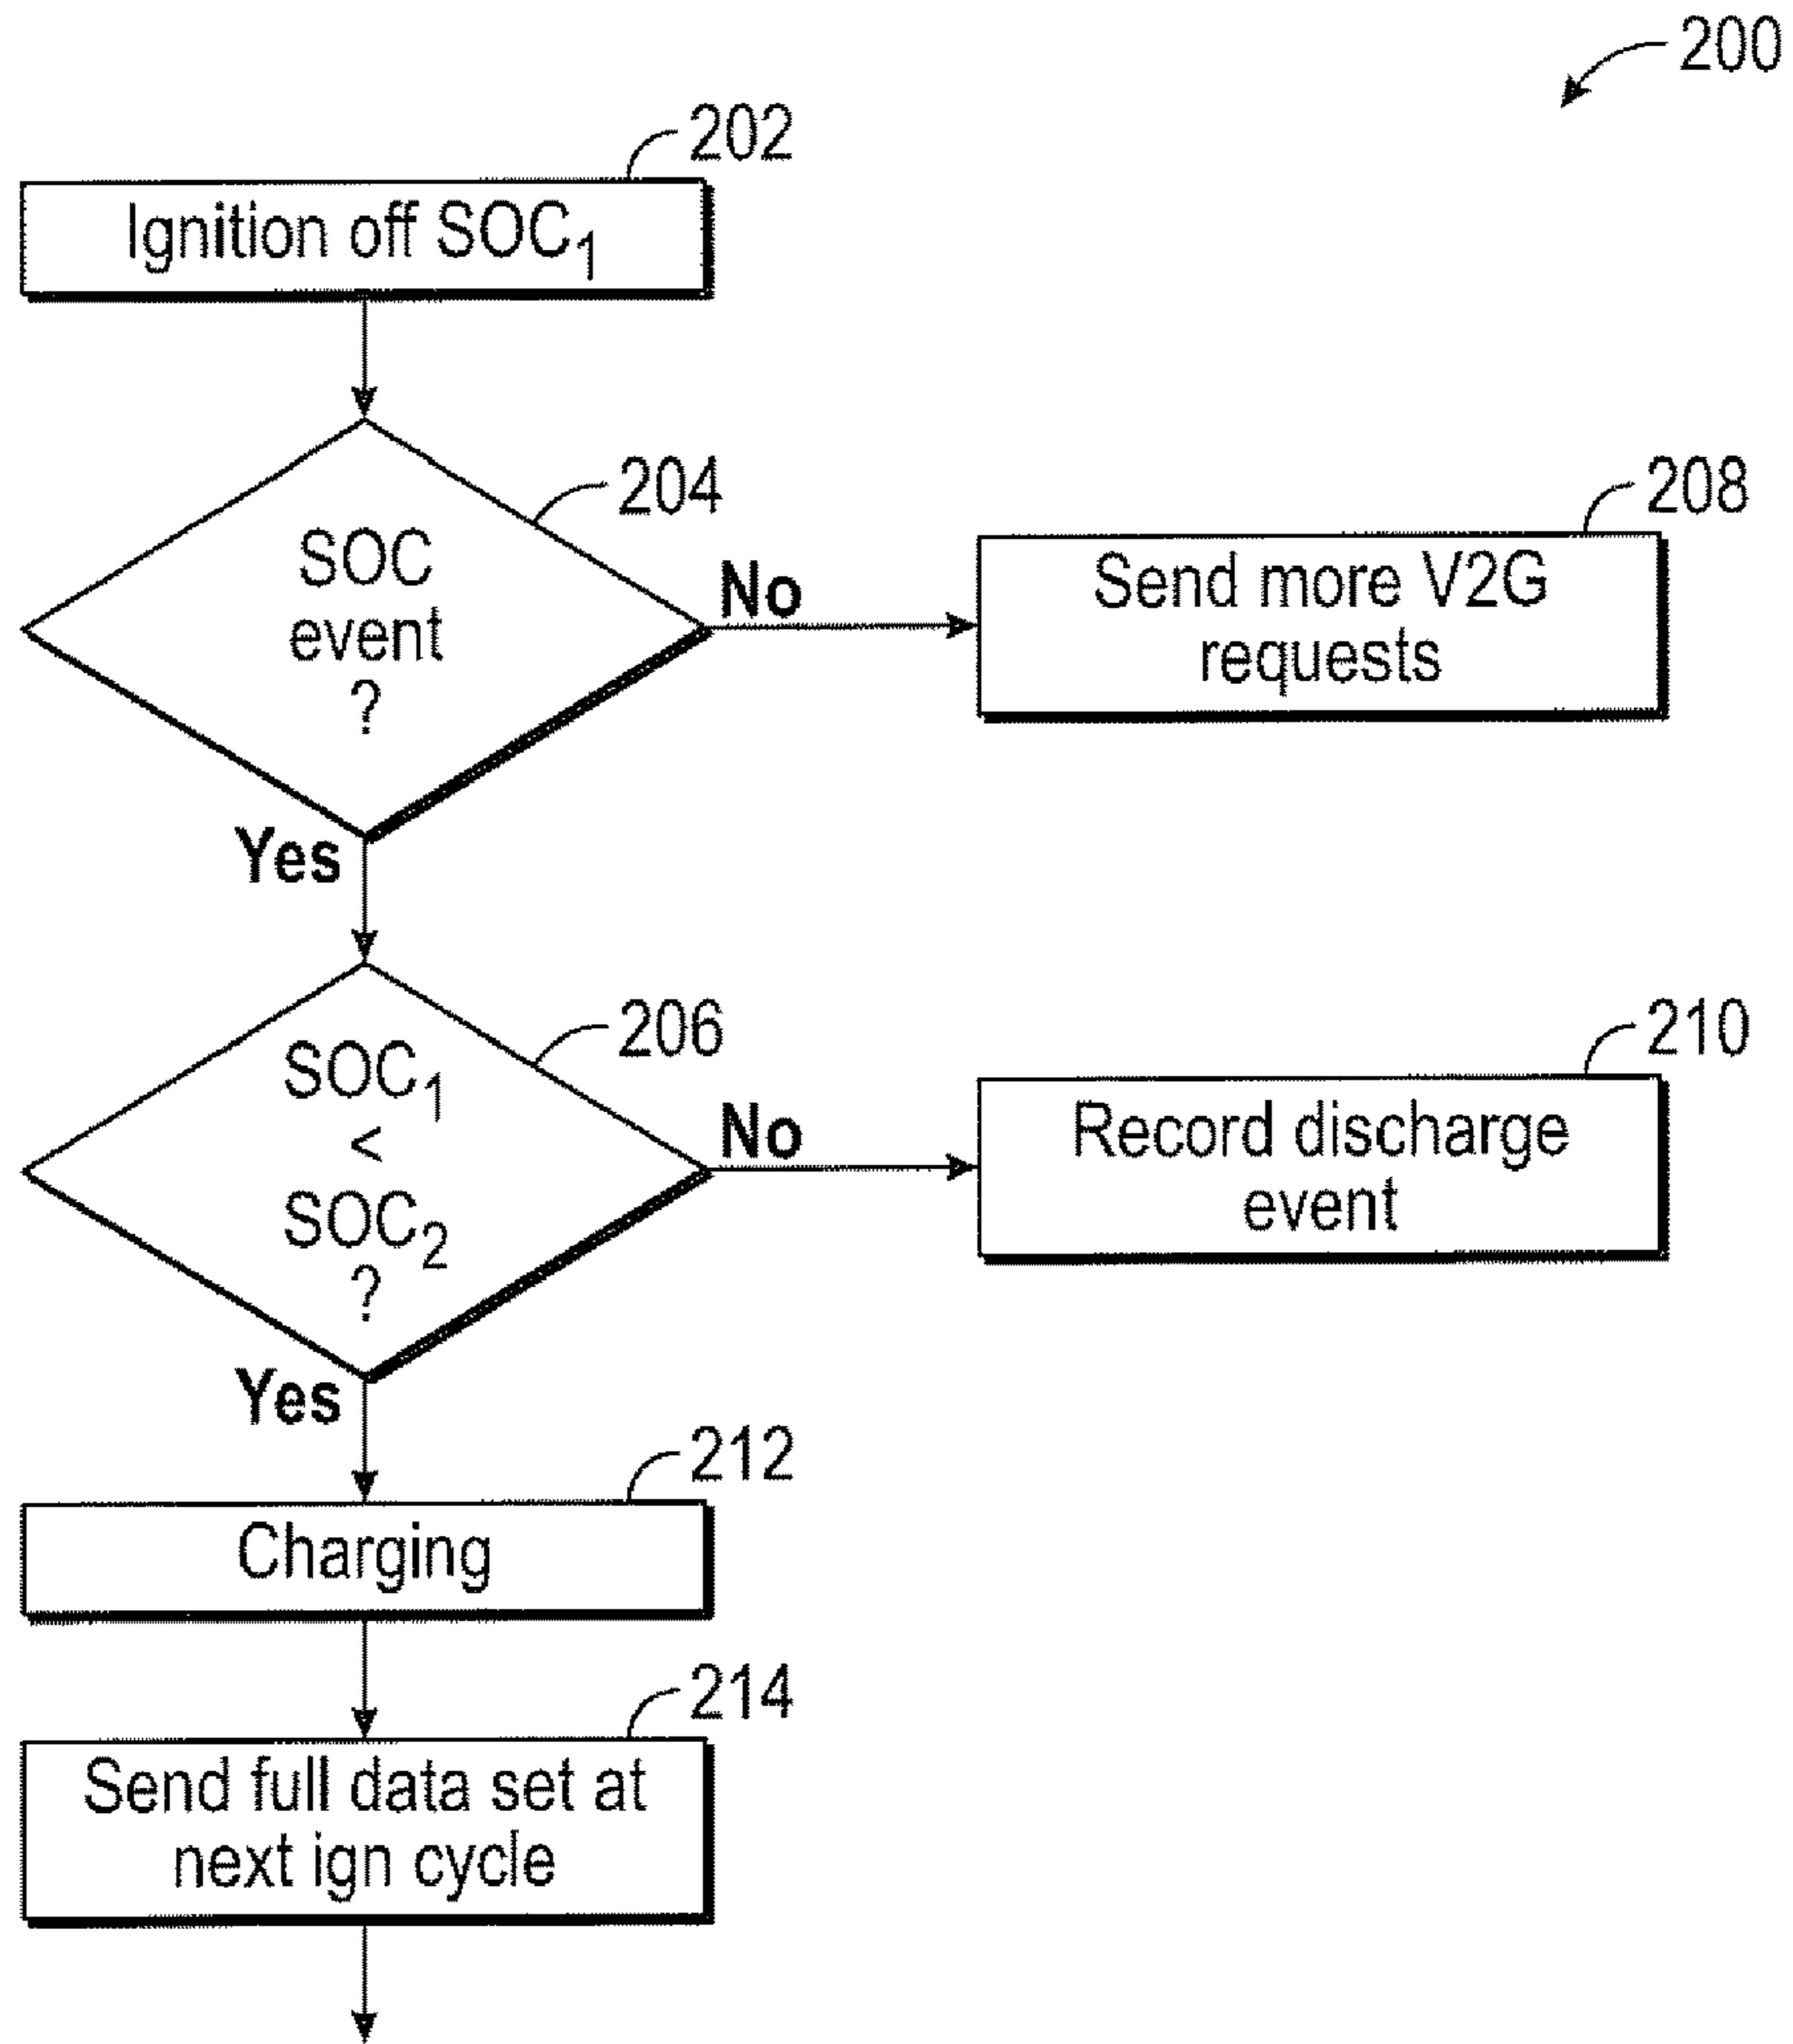 200
202
Ignition off SOC₁
204
SOC
event
?
No
208
Send more V2G
requests
Yes
206
SOC₁
<
SOC₂
?
No
210
Record discharge
event
Yes
212
Charging
214
Send full data set at
next ign cycle